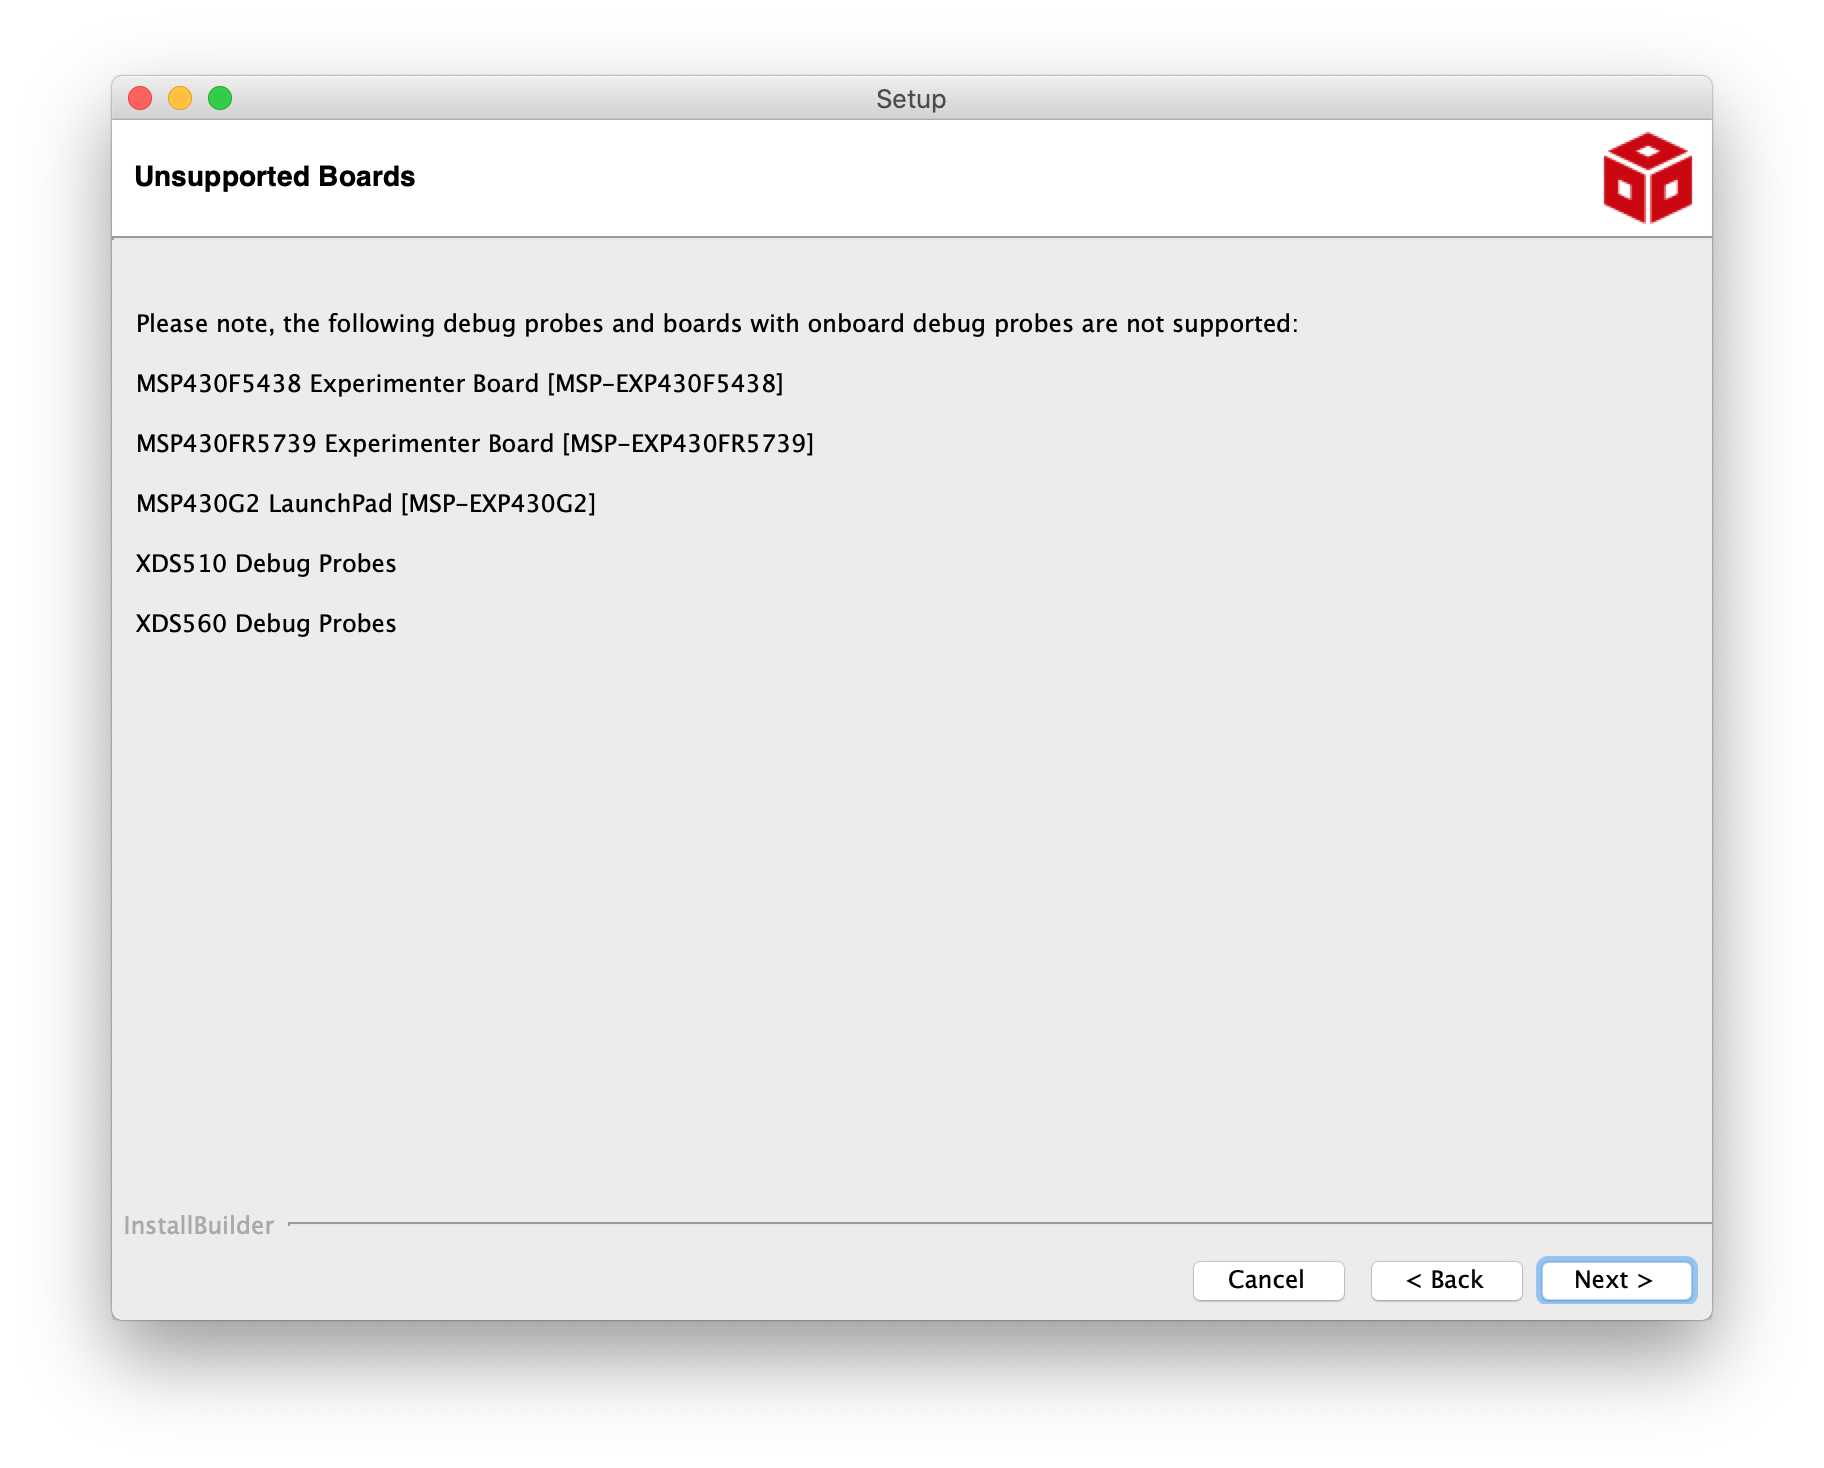 Setup
Unsupported Boards
Please note, the following debug probes and boards with onboard debug probes are not supported:
MSP430F5438 Experimenter Board [MSP-EXP430F5438]
MSP430FR5739 Experimenter Board [MSP-EXP430FR5739]
MSP430G2 LaunchPad [MSP-EXP430G2]
XDS510 Debug Probes
XDS560 Debug Probes
InstallBuilder
Cancel
< Back
Next >